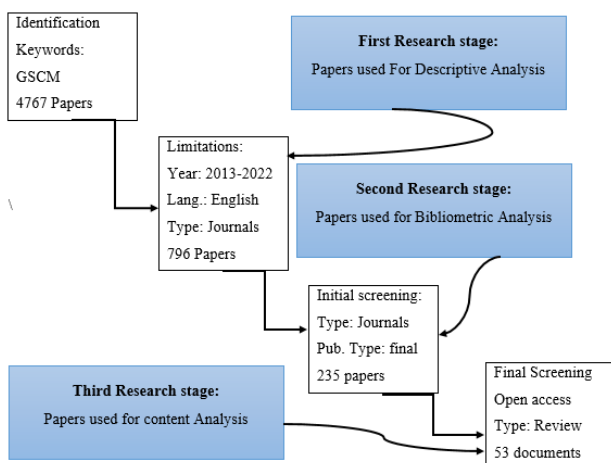 Identification
Keywords:
GSCM
4767 Papers
First Research stage:
Papers used For Descriptive Analysis
Limitations:
Year: 2013-2022
Lang.: English
Type: Journals
796 Papers
\
Second Research stage:
Papers used for Bibliometric Analysis
Initial screening:
Type: Journals
Pub. Type: final
235 papers
Third Research stage:
Papers used for content Analysis
Final Screening
Open access
Type: Review
53 documents